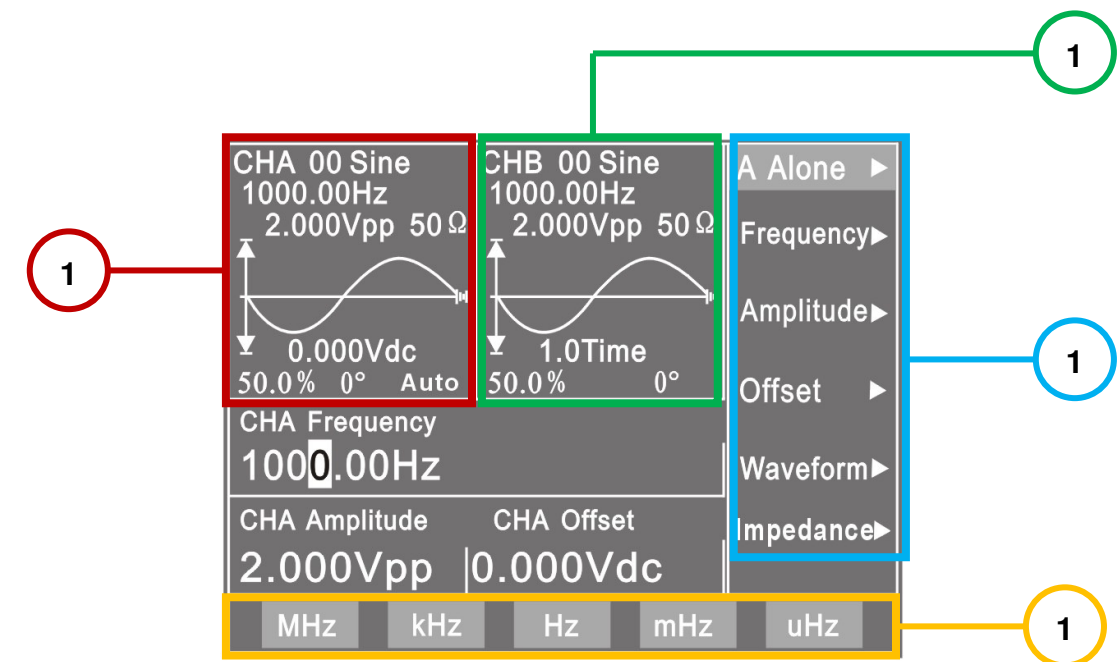 1
CHA 00 Sine
1000.00Hz
2.000Vpp 50Ω
0.000Vdc
50.0% 0° Auto
CHB 00 Sine
1000.00Hz
2.000Vpp 50Ω
1.0Time
50.0% 0°
A Alone ▶
Frequency▶
Amplitude▶
Offset ▶
Waveform▶
Impedance▶
1
1
CHA Frequency
1000.00Hz
CHA Amplitude CHA Offset
2.000Vpp 0.000Vdc
MHz kHz Hz mHz uHz
1